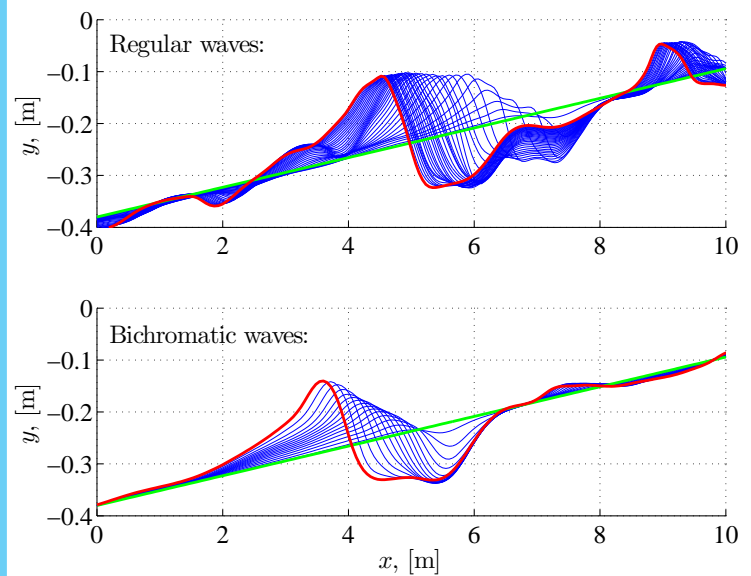 0
Regular waves:
−0.1
−0.2
−0.3
−0.4
y, [m]
0 2 4 6 8 10
0
Bichromatic waves:
−0.1
−0.2
−0.3
−0.4
y, [m]
0 2 4 6 8 10
x, [m]